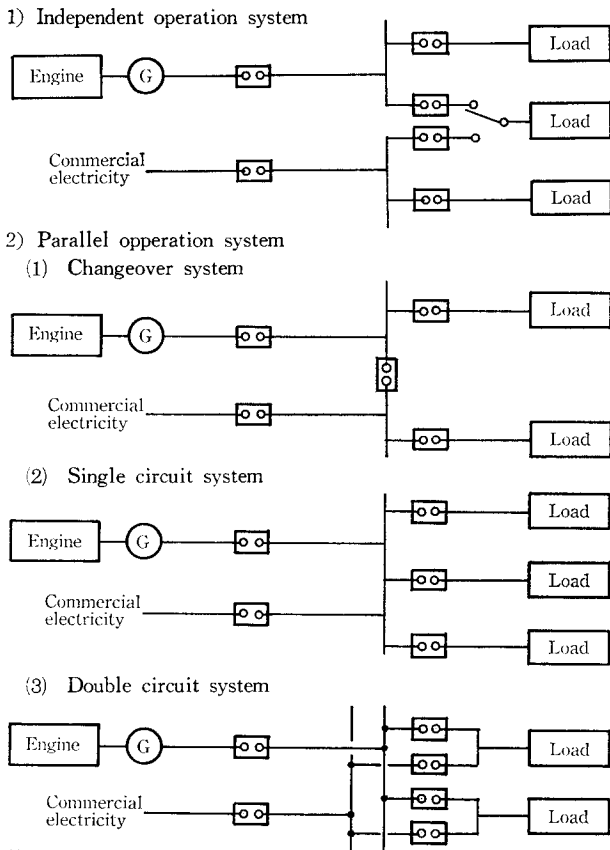 1) Independent operation system
Load
Engine
G
Load
Commercial
electricity
Load
2) Parallel opperation system
(1) Changeover system
Load
Engine
G
Commercial
electricity
Load
(2) Single circuit system
Load
Engine
G
Load
Commercial
electricity
Load
(3) Double circuit system
Engine
G
Load
Commercial
electricity
Load